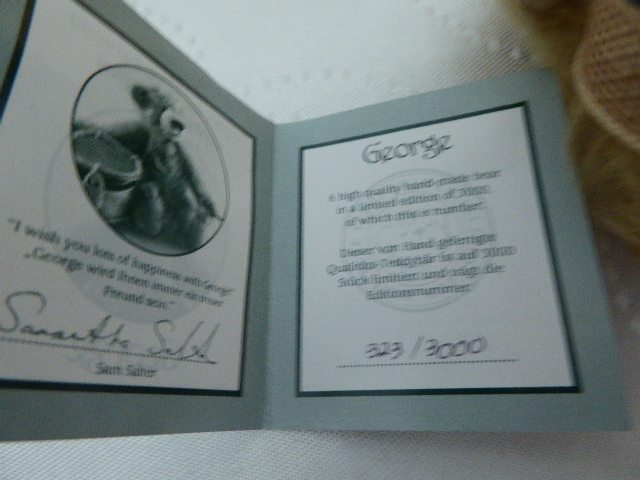 "I wish you lots of happiness with George"
„George wird Ihnen immer ein treuer
Freund sein."
Samantha Salter
Sam Salter
George
A high quality hand-made bear
in a limited edition of 3000,
of which this is number:
Dieser von Hand gefertigte
Qualitäts-Teddybär ist auf 3000
Stück limitiert und trägt die
Editionsnummer:
323/3000